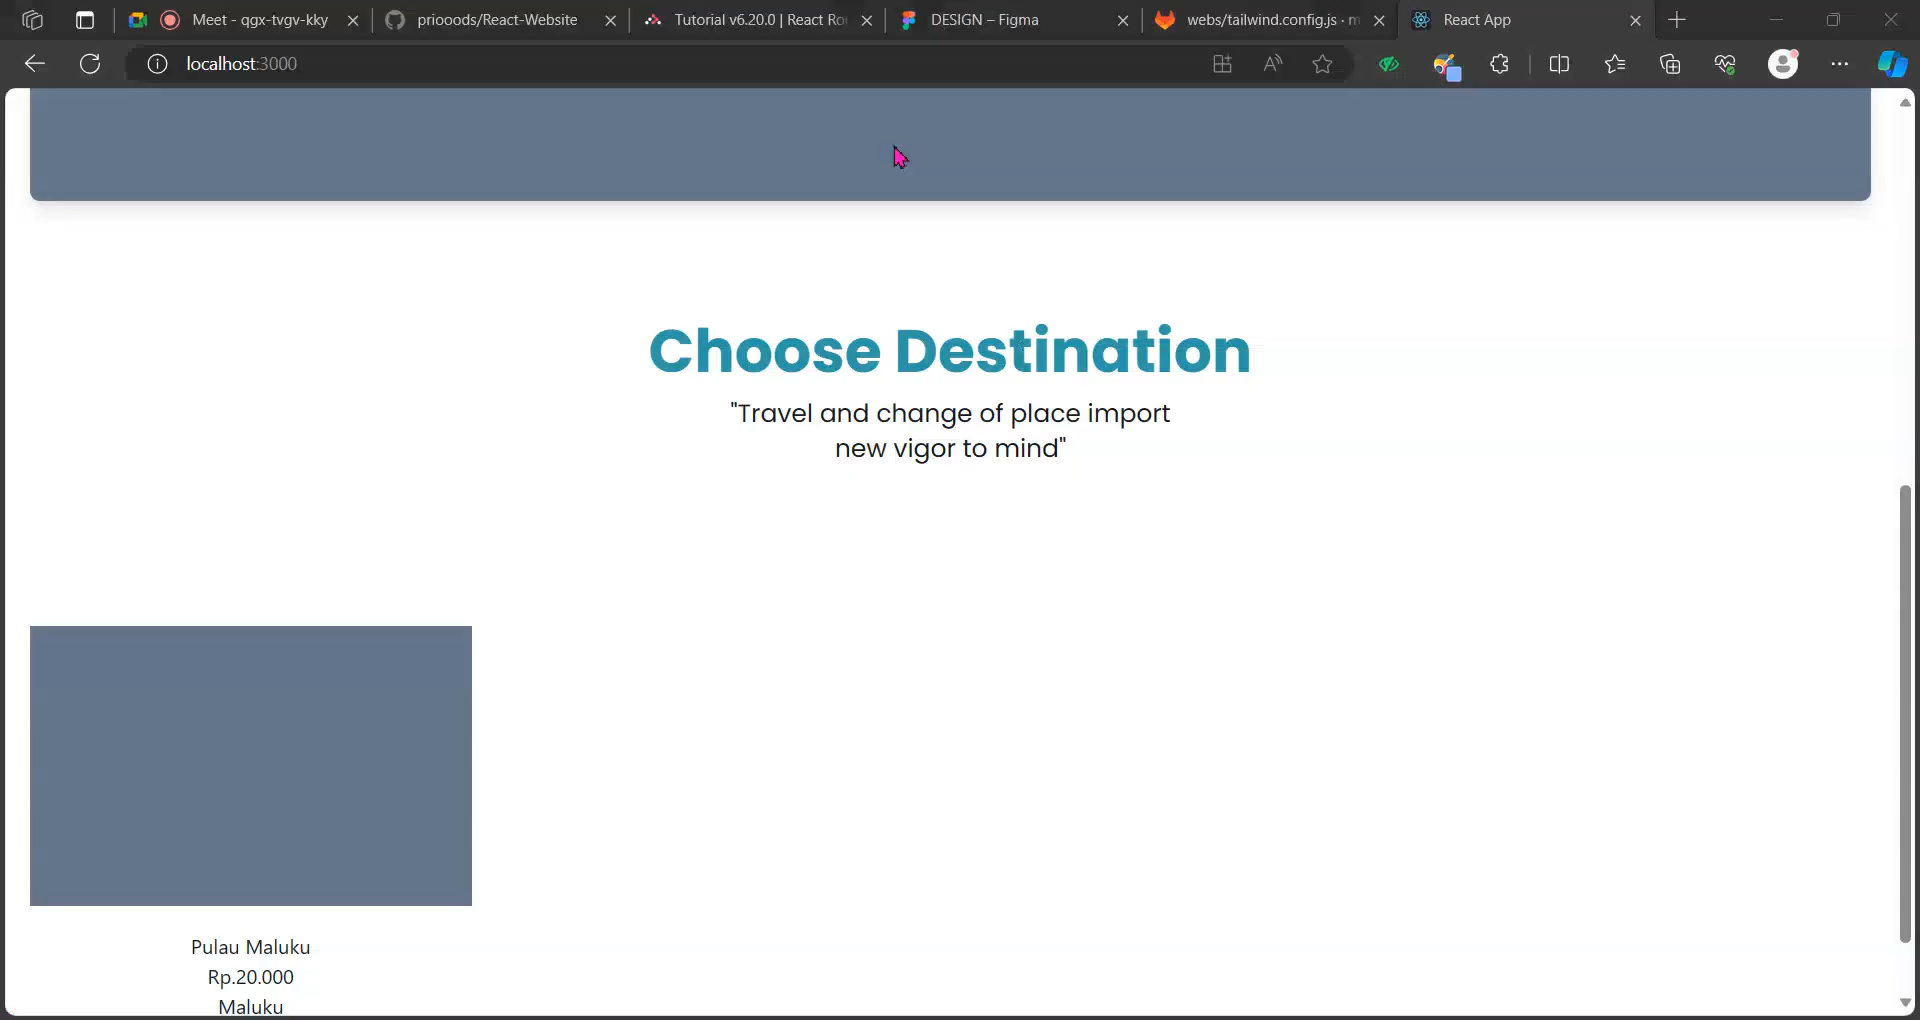 Meet - qgx-tvgv-kky
priooods/React-Website
Tutorial v6.20.0 | React Ro
DESIGN – Figma
webs/tailwind.config.js · m
React App
localhost:3000
Choose Destination
"Travel and change of place import
new vigor to mind"
Pulau Maluku
Rp.20.000
Maluku